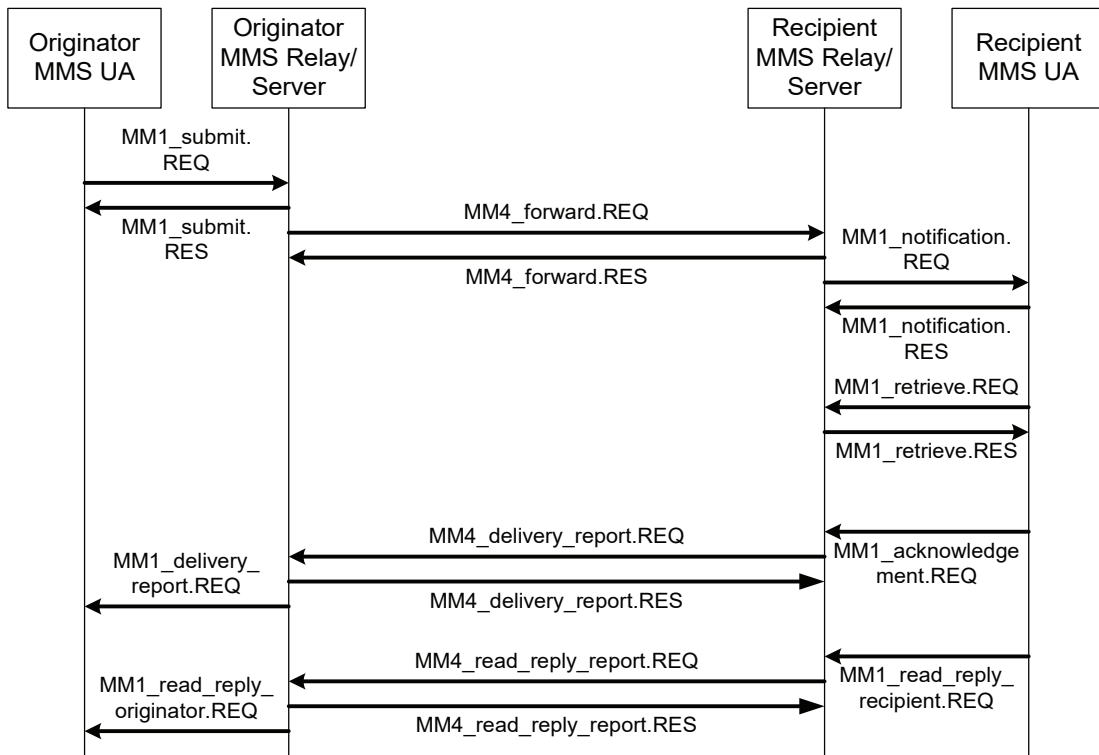 Originator
MMS UA
Originator
MMS Relay/
Server
Recipient
MMS Relay/
Server
Recipient
MMS UA
MM1_submit.
REQ
MM1_submit.
RES
MM4_forward.REQ
MM4_forward.RES
MM1_notification.
REQ
MM1_notification.
RES
MM1_retrieve.REQ
MM1_retrieve.RES
MM4_delivery_report.REQ
MM1_acknowledge
ment.REQ
MM1_delivery_
report.REQ
MM4_delivery_report.RES
MM4_read_reply_report.REQ
MM1_read_reply_
recipient.REQ
MM1_read_reply_
originator.REQ
MM4_read_reply_report.RES